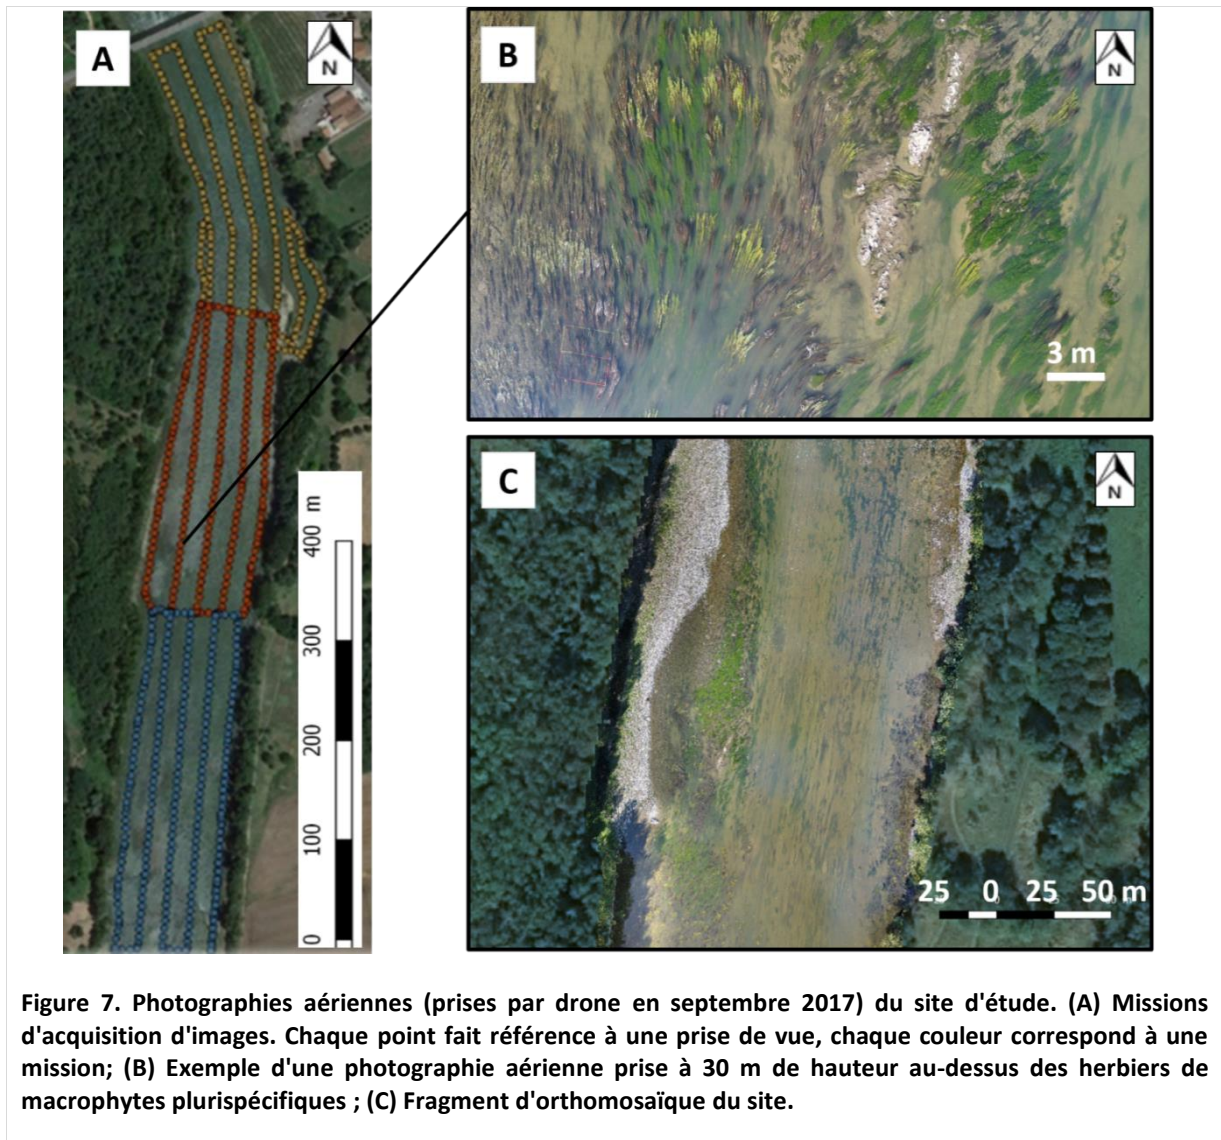 A
N
400 m
300
200
100
0
B
N
3 m
C
N
25 0 25 50 m
Figure 7. Photographies aériennes (prises par drone en septembre 2017) du site d'étude. (A) Missions
d'acquisition d'images. Chaque point fait référence à une prise de vue, chaque couleur correspond à une
mission; (B) Exemple d'une photographie aérienne prise à 30 m de hauteur au-dessus des herbiers de
macrophytes plurispécifiques ; (C) Fragment d'orthomosaïque du site.